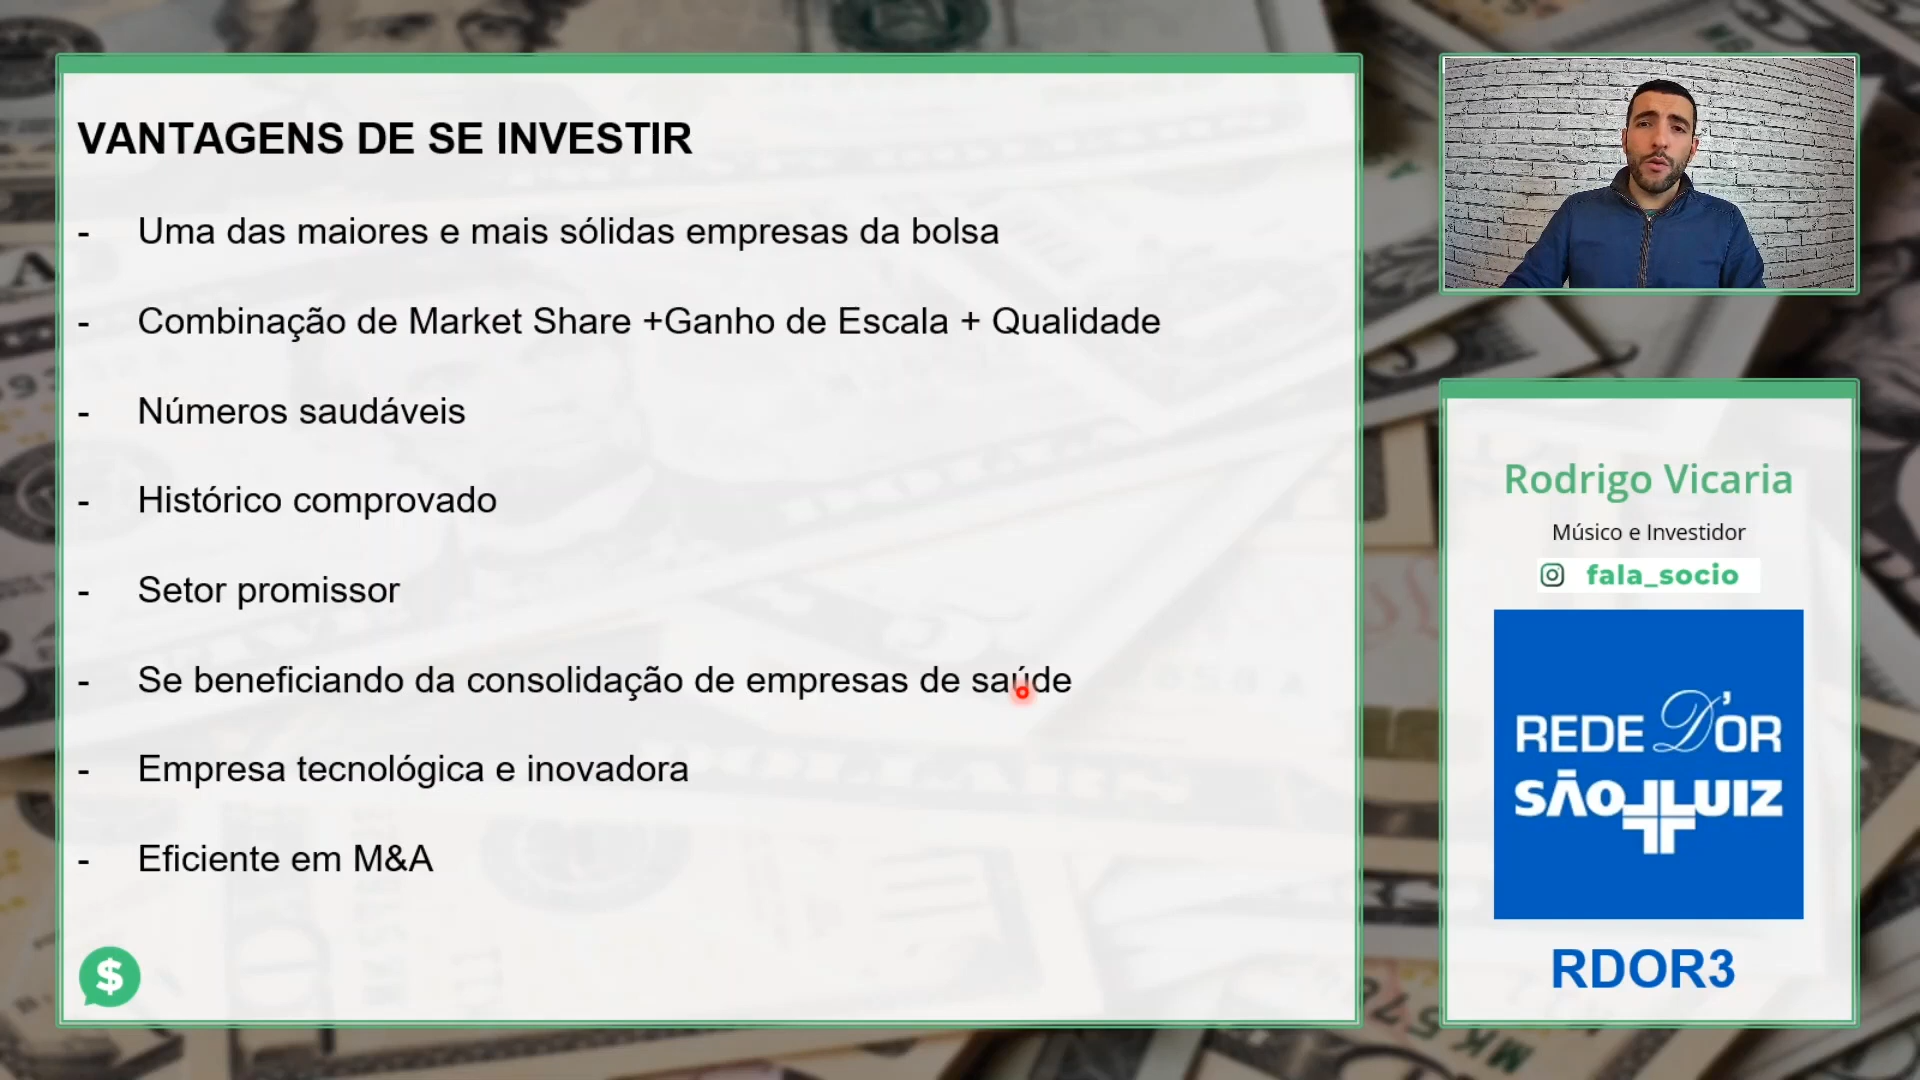 VANTAGENS DE SE INVESTIR
- Uma das maiores e mais sólidas empresas da bolsa
- Combinação de Market Share +Ganho de Escala + Qualidade
- Números saudáveis
- Histórico comprovado
- Setor promissor
- Se beneficiando da consolidação de empresas de saúde
- Empresa tecnológica e inovadora
- Eficiente em M&A
$
Rodrigo Vicaria
Músico e Investidor
fala_socio
REDE D'OR
SÃO LUIZ
RDOR3